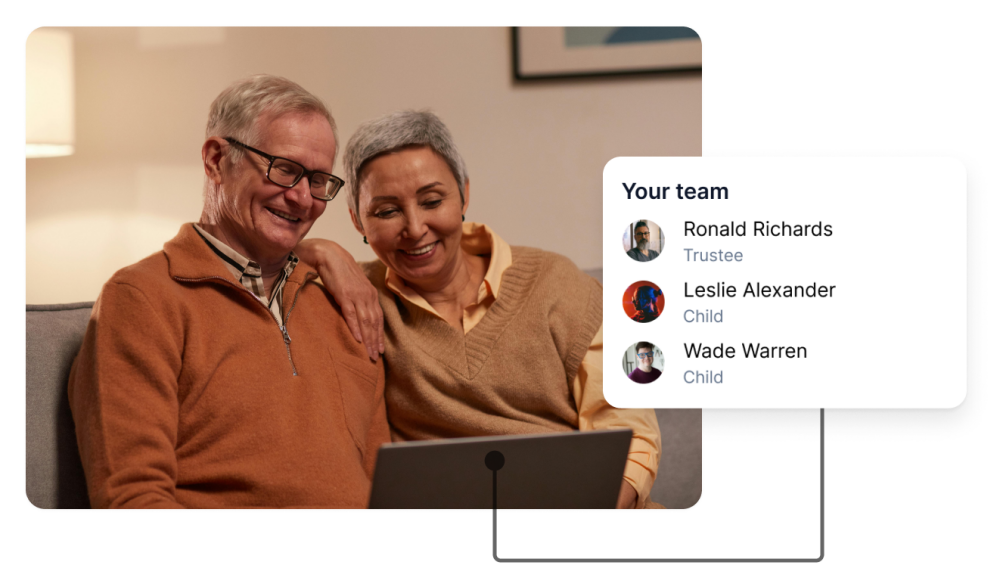 Your team
Ronald Richards
Trustee
Leslie Alexander
Child
Wade Warren
Child